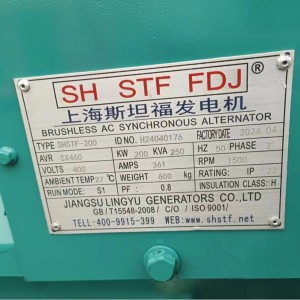 SH STF FDJ ®
上海斯坦福发电机
BRUSHLESS AC SYNCHRONOUS ALTERNATOR
TYPE SHSTF-200 NO. H24040176 FACTORY DATE 2024.04
AVR SX460 KW 200 KVA 250 HZ 50 PHASE 3
VOLTS 400 AMPS 361 RPM 1500
AMBIENT TEMP 22℃ WEIGHT 600 kg RATING IP 22
RUN MODE: S1 PF : 0.8 INSULATION CLASS: H
JIANGSU LINGYU GENERATORS CO., LTD
GB/T15548-2008 / C/O ISO9001/
TEL:400-9915-399 WEB:www.shstf.net